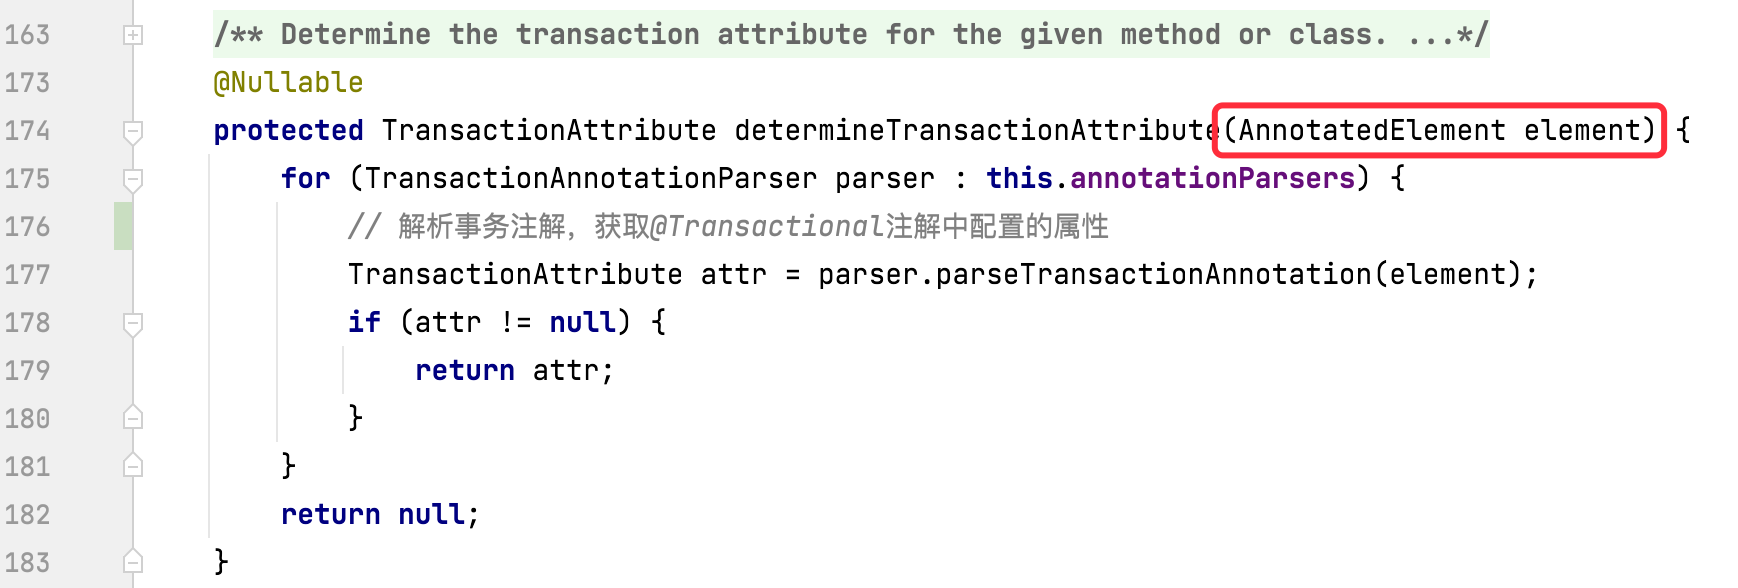 163 /** Determine the transaction attribute for the given method or class. ...*/
173 @Nullable
174 protected TransactionAttribute determineTransactionAttribute(AnnotatedElement element) {
175 for (TransactionAnnotationParser parser : this.annotationParsers) {
176 // 解析事务注解，获取@Transactional注解中配置的属性
177 TransactionAttribute attr = parser.parseTransactionAnnotation(element);
178 if (attr != null) {
179 return attr;
180 }
181 }
182 return null;
183 }